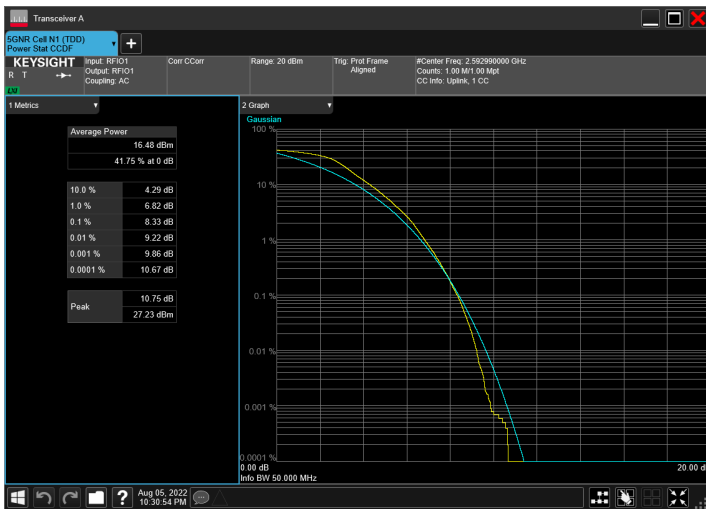 Transceiver A
5GNR Cell N1 (TDD)
Power Stat CCDF
KEYSIGHT
R T
LXI
Input: RFIO1
Output: RFIO1
Coupling: AC
Corr CCorr
Range: 20 dBm
Trig: Prot Frame
Aligned
#Center Freq: 2.592990000 GHz
Counts: 1.00 M/1.00 Mpt
CC Info: Uplink, 1 CC
1 Metrics
Average Power
16.48 dBm
41.75 % at 0 dB
10.0 % 4.29 dB
1.0 % 6.82 dB
0.1 % 8.33 dB
0.01 % 9.22 dB
0.001 % 9.86 dB
0.0001 % 10.67 dB
Peak
10.75 dB
27.23 dBm
2 Graph
Gaussian
100 %
10 %
1 %
0.1 %
0.01 %
0.001 %
0.0001 %
0.00 dB
20.00 d
Info BW 50.000 MHz
?
Aug 05, 2022
10:30:54 PM